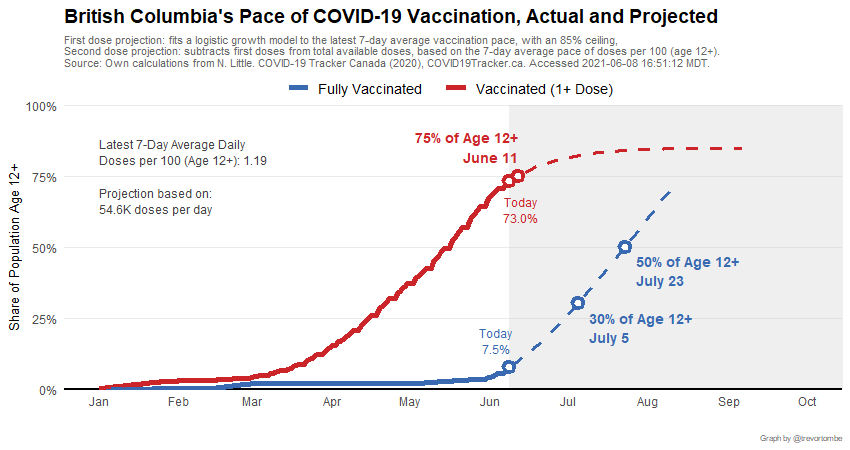 British Columbia's Pace of COVID-19 Vaccination, Actual and Projected
First dose projection: fits a logistic growth model to the latest 7-day average vaccination pace, with an 85% ceiling,
Second dose projection: subtracts first doses from total available doses, based on the 7-day average pace of doses per 100 (age 12+).
Source: Own calculations from N. Little. COVID-19 Tracker Canada (2020), COVID19Tracker.ca. Accessed 2021-06-08 16:51:12 MDT.
Fully Vaccinated
Vaccinated (1+ Dose)
100%
75%
50%
25%
0%
Share of Population Age 12+
Latest 7-Day Average Daily
Doses per 100 (Age 12+): 1.19
Projection based on:
54.6K doses per day
75% of Age 12+
June 11
Today
73.0%
50% of Age 12+
July 23
30% of Age 12+
July 5
Today
7.5%
Jan
Feb
Mar
Apr
May
Jun
Jul
Aug
Sep
Oct
Graph by @trevortombe